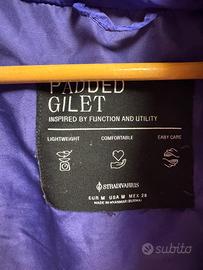 PADDED
GILET
INSPIRED BY FUNCTION AND UTILITY
LIGHTWEIGHT COMFORTABLE EASY CARE
STRADIVARIUS
EUR M USA M MEX 28
MADE IN MYANMAR (BURMA)
subito